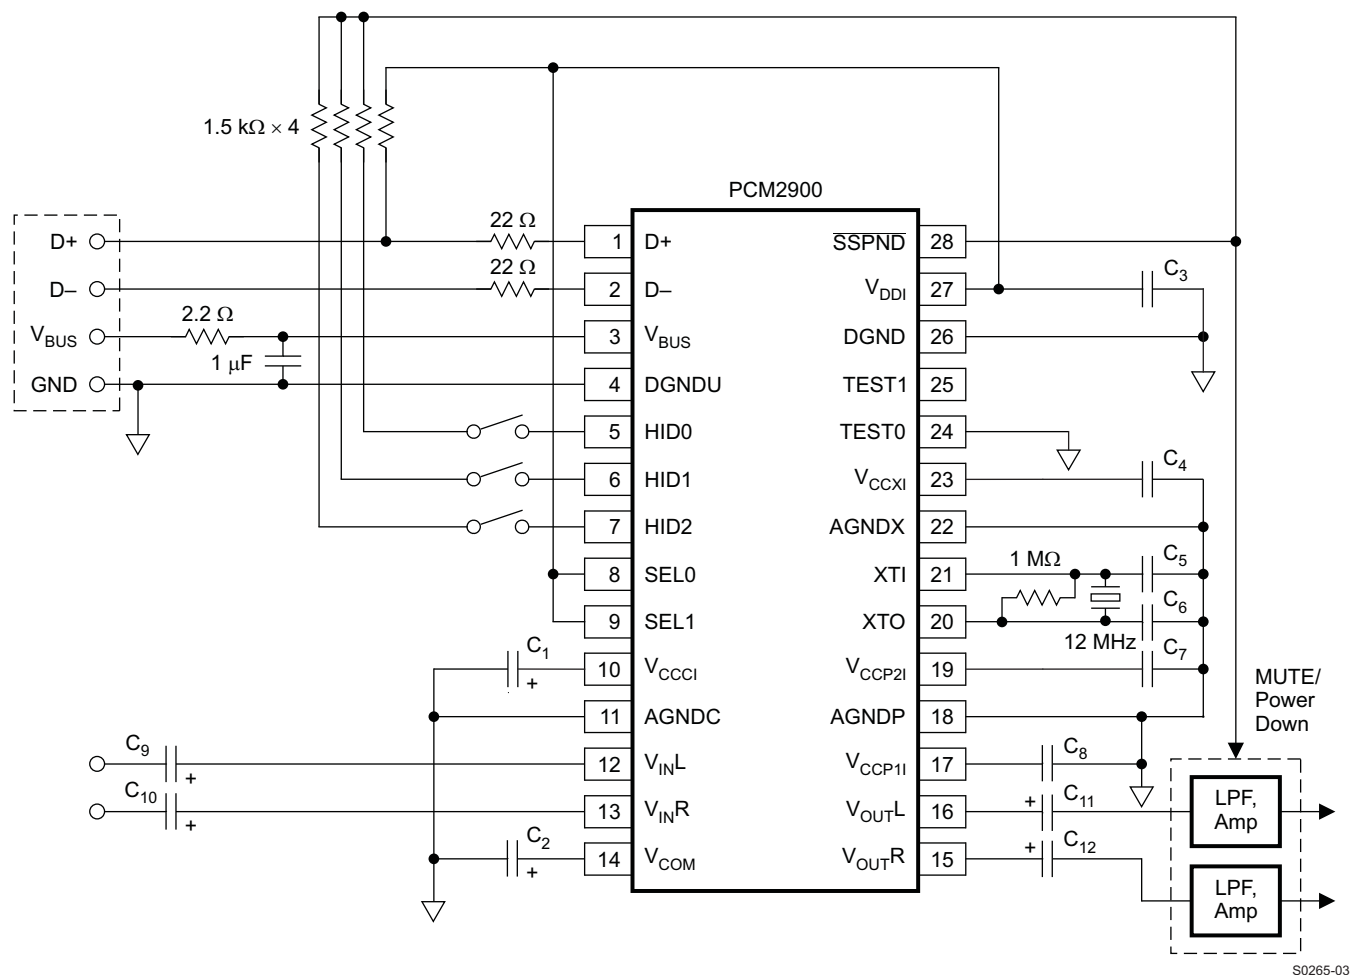 1.5 kΩ × 4
PCM2900
D+
22 Ω
1
D+
SSPND
28
D–
22 Ω
2
D–
VDDI
27
C3
VBUS
2.2 Ω
3
VBUS
DGND
26
1 μF
GND
4
DGNDU
TEST1
25
5
HID0
TEST0
24
6
HID1
VCCXI
23
C4
7
HID2
AGNDX
22
8
SEL0
XTI
21
1 MΩ
C5
9
SEL1
XTO
20
12 MHz
C6
C1
+
10
VCCCI
VCCP2I
19
C7
11
AGNDC
AGNDP
18
MUTE/
Power
Down
C9
+
12
VINL
VCCP1I
17
C8
C10
+
13
VINR
VOUTL
16
+
C11
LPF,
Amp
C2
+
14
VCOM
VOUTR
15
+
C12
LPF,
Amp
S0265-03